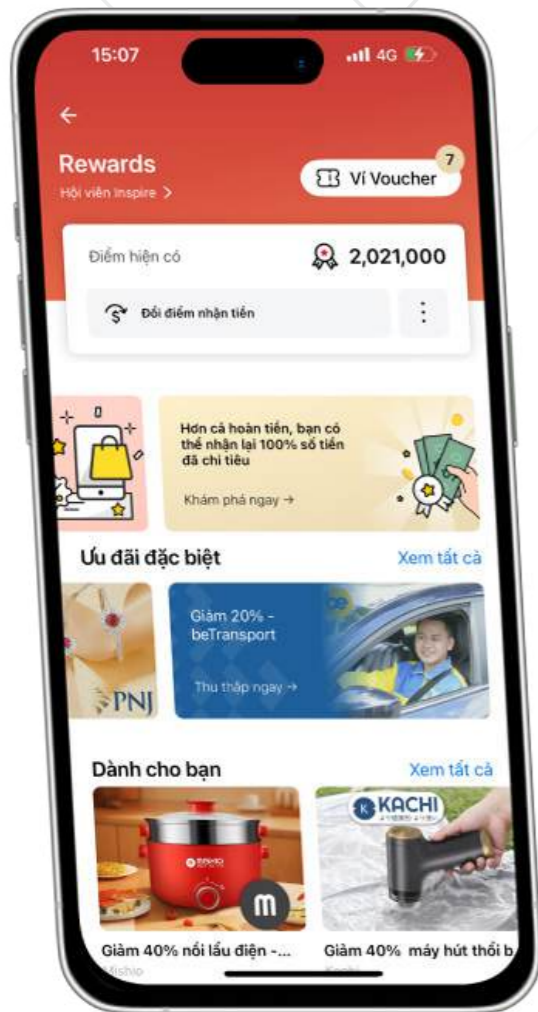 15:07
4G
Rewards
7
Ví Voucher
Hội viên Inspire >
Điểm hiện có
2,021,000
Đổi điểm nhận tiền
Hơn cả hoàn tiền, bạn có
thể nhận lại 100% số tiền
đã chi tiêu
Khám phá ngay →
Ưu đãi đặc biệt
Xem tất cả
Giảm 20% -
beTransport
Thu thập ngay →
PNJ
Dành cho bạn
Xem tất cả
KACHI
MISHIO
m
Giảm 40% nồi lẩu điện -...
Giảm 40% máy hút thổi b
Mishio